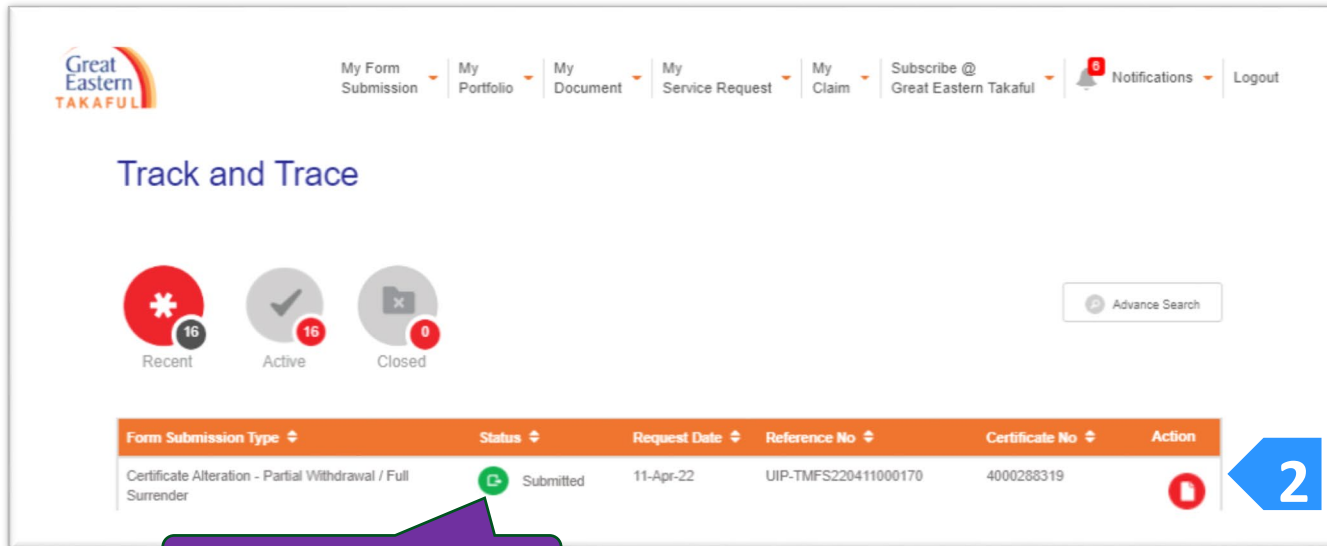 Great
Eastern
TAKAFUL
My Form
Submission
My
Portfolio
My
Document
My
Service Request
My
Claim
Subscribe @
Great Eastern Takaful
6
Notifications
Logout
Track and Trace
16
Recent
16
Active
0
Closed
Advance Search
Form Submission Type Status Request Date Reference No Certificate No Action
Certificate Alteration - Partial Withdrawal / Full
Surrender
Submitted 11-Apr-22 UIP-TMFS220411000170 4000288319
2